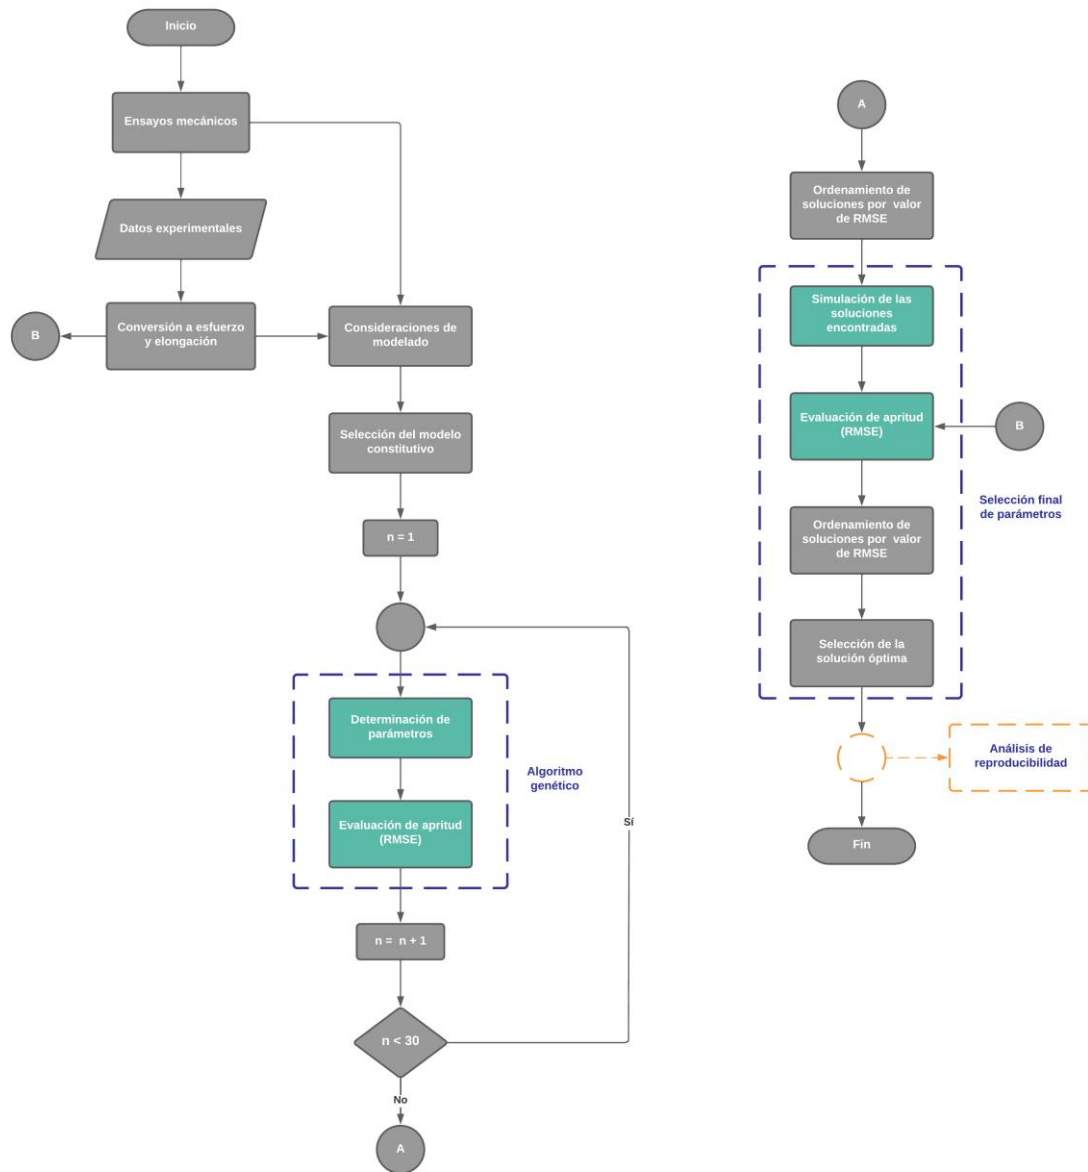 Inicio
Ensayos mecánicos
Datos experimentales
B
Conversión a esfuerzo
y elongación
Consideraciones de
modelado
Selección del modelo
constitutivo
n = 1
Determinación de
parámetros
Evaluación de apritud
(RMSE)
Algoritmo
genético
Sí
n = n + 1
n < 30
No
A
A
Ordenamiento de
soluciones por valor
de RMSE
Simulación de las
soluciones
encontradas
Evaluación de apritud
(RMSE)
B
Selección final
de parámetros
Ordenamiento de
soluciones por valor
de RMSE
Selección de la
solución óptima
Análisis de
reproducibilidad
Fin